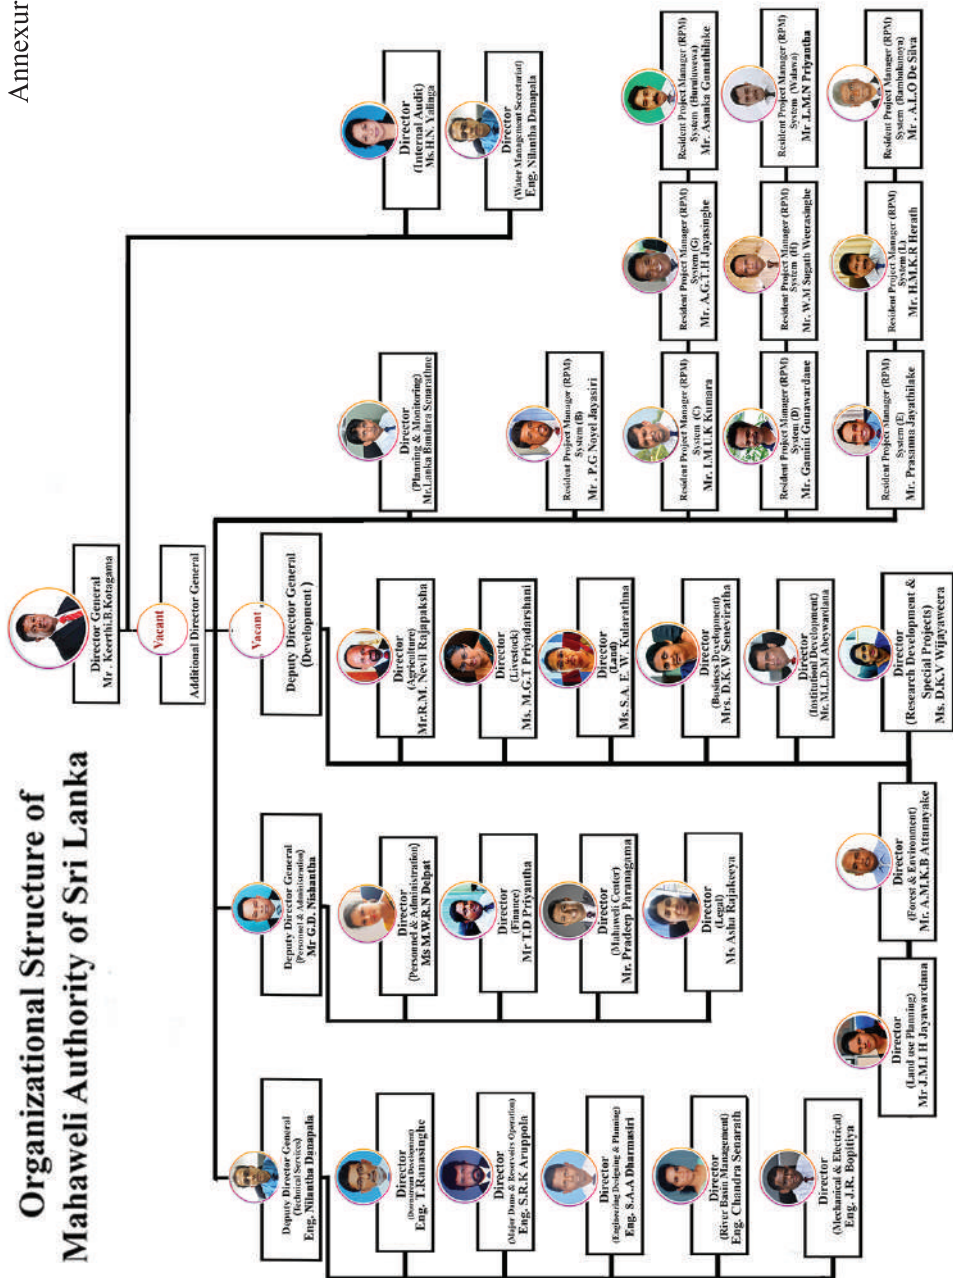 Annexur
Organizational Structure of
Mahaweli Authority of Sri Lanka
Director General
Mr . Keerthi.B.Kotagama
Vacant
Additional Director General
Director
(Internal Audit)
Ms.H.N. Yalinga
Director
(Water Management Secretariat)
Eng. Nilantha Danapala
Deputy Director General
(Technical Services)
Eng. Nilantha Danapala
Director
(Downstream Development)
Eng. T.Ranasinghe
Director
(Major Dams & Reservoirs Operation)
Eng. S.R.K Aruppola
Director
(Engineering Designing & Planning)
Eng. S.A.A Dharmasiri
Director
(River Basin Management)
Eng. Chandra Senarath
Director
(Mechanical & Electrical)
Eng. J.R. Bopitiya
Deputy Director General
(Personnel & Administration)
Mr G.D. Nishantha
Director
(Personnel & Administration)
Ms M.W.R.N Delpat
Director
(Finance)
Mr T.D Priyantha
Director
(Mahaweli Center)
Mr. Pradeep Paranagama
Director
(Legal)
Ms Asha Rajakeeya
Vacant .
Deputy Director General
(Development )
Director
(Agriculture)
Mr.R.M. Nevil Rajapaksha
Director
(Livestock)
Ms. M.G.T Priyadarshani
Director
(Land)
Ms. S.A. E. W. Kularathna
Director
(Business Development)
Mrs. D.K.W Seneviratha
Director
(Institutional Development)
Mr. M.L.D.M Abeywardana
Director
(Research Development &
Special Projects)
Ms. D.K.V Wijayaweera
Director
(Forest & Environment)
Mr. A.M.K.B Attanayake
Director
(Land use Planning)
Mr J.M.I H Jayawardana
Director
(Planning & Monitoring)
Mr.Lanka Bandara Senarathne
Resident Project Manager (RPM)
System (B)
Mr . P.G Noyel Jayasiri
Resident Project Manager (RPM)
System (C)
Mr. I.M.U.K Kumara
Resident Project Manager (RPM)
System (G)
Mr. A.G.T.H Jayasinghe
Resident Project Manager (RPM)
System (Huruluwewa)
Mr. Asanka Gunathilake
Resident Project Manager (RPM)
System (D)
Mr. Gamini Gunawardane
Resident Project Manager (RPM)
System (H)
Mr. W.M Sugath Weerasinghe
Resident Project Manager (RPM)
System (Walawa)
Mr .L.M.N Priyantha
Resident Project Manager (RPM)
System (E)
Mr. Prasanna Jayathilake
Resident Project Manager (RPM)
System (L)
Mr. H.M.K.R Herath
Resident Project Manager (RPM)
System (Rambakanoya)
Mr . A.L.O De Silva